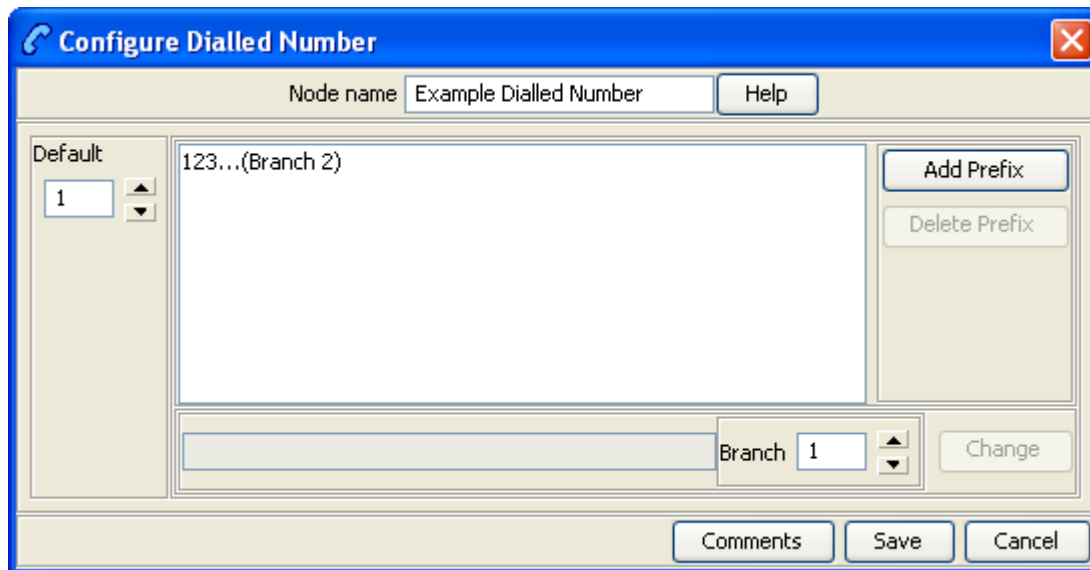 Configure Dialled Number
Node name Example Dialled Number Help
Default
1
123...(Branch 2)
Add Prefix
Delete Prefix
Branch 1 Change
Comments Save Cancel